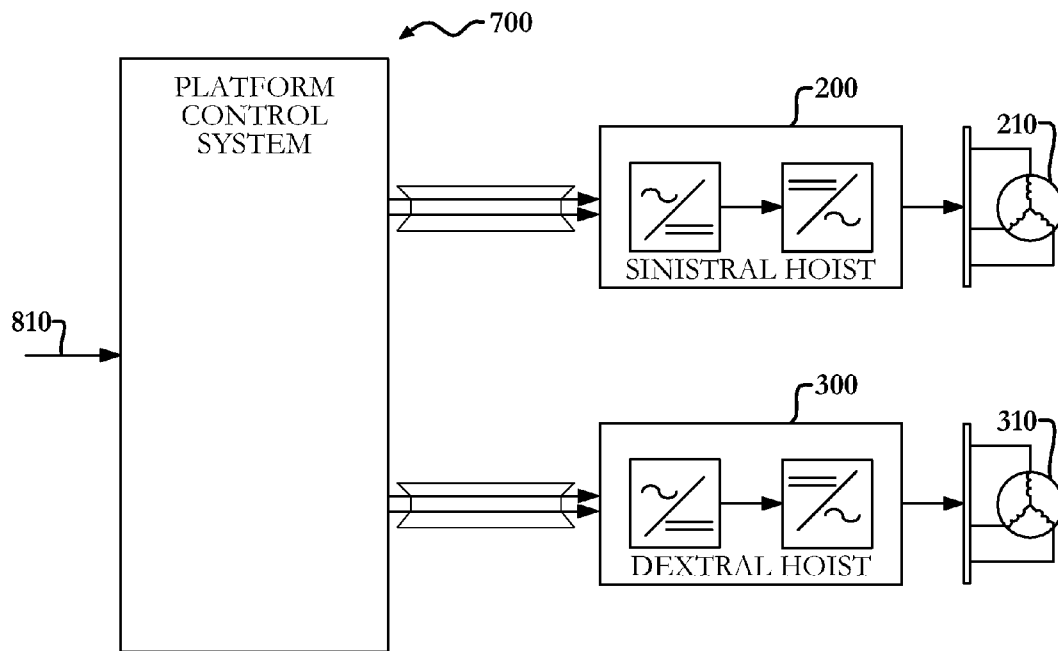 700
PLATFORM
CONTROL
SYSTEM
200
210
SINISTRAL HOIST
810
300
310
DEXTRAL HOIST